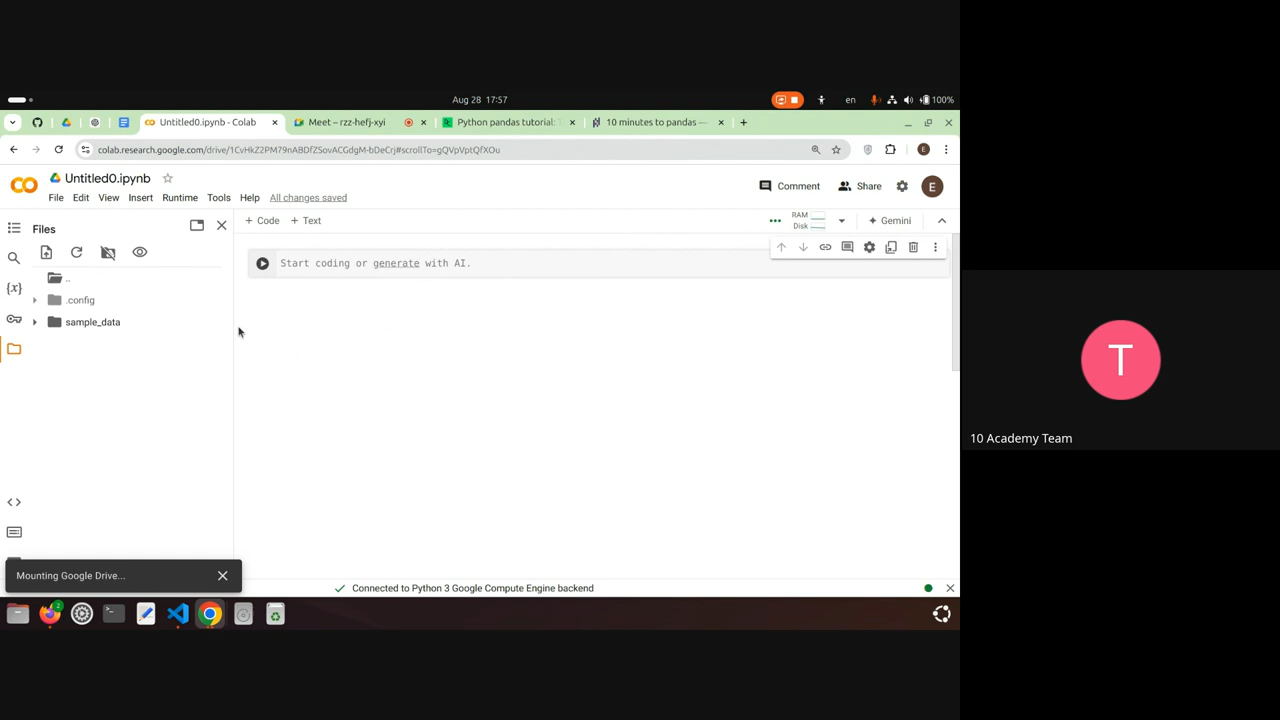 Aug 28 17:57
en
100%
Untitled0.ipynb - Colab
Meet – rzz-hefj-xyi
Python pandas tutorial:
10 minutes to pandas —
colab.research.google.com/drive/1CvHkZ2PM79nABDfZSovACGdgM-bDeCrj#scrollTo=gQVpVptQfXOu
Untitled0.ipynb
Comment
Share
E
File Edit View Insert Runtime Tools Help All changes saved
Files
+ Code + Text
RAM
Disk
Gemini
..
Start coding or generate with AI.
{x}
.config
sample_data
T
10 Academy Team
Mounting Google Drive...
Connected to Python 3 Google Compute Engine backend
2